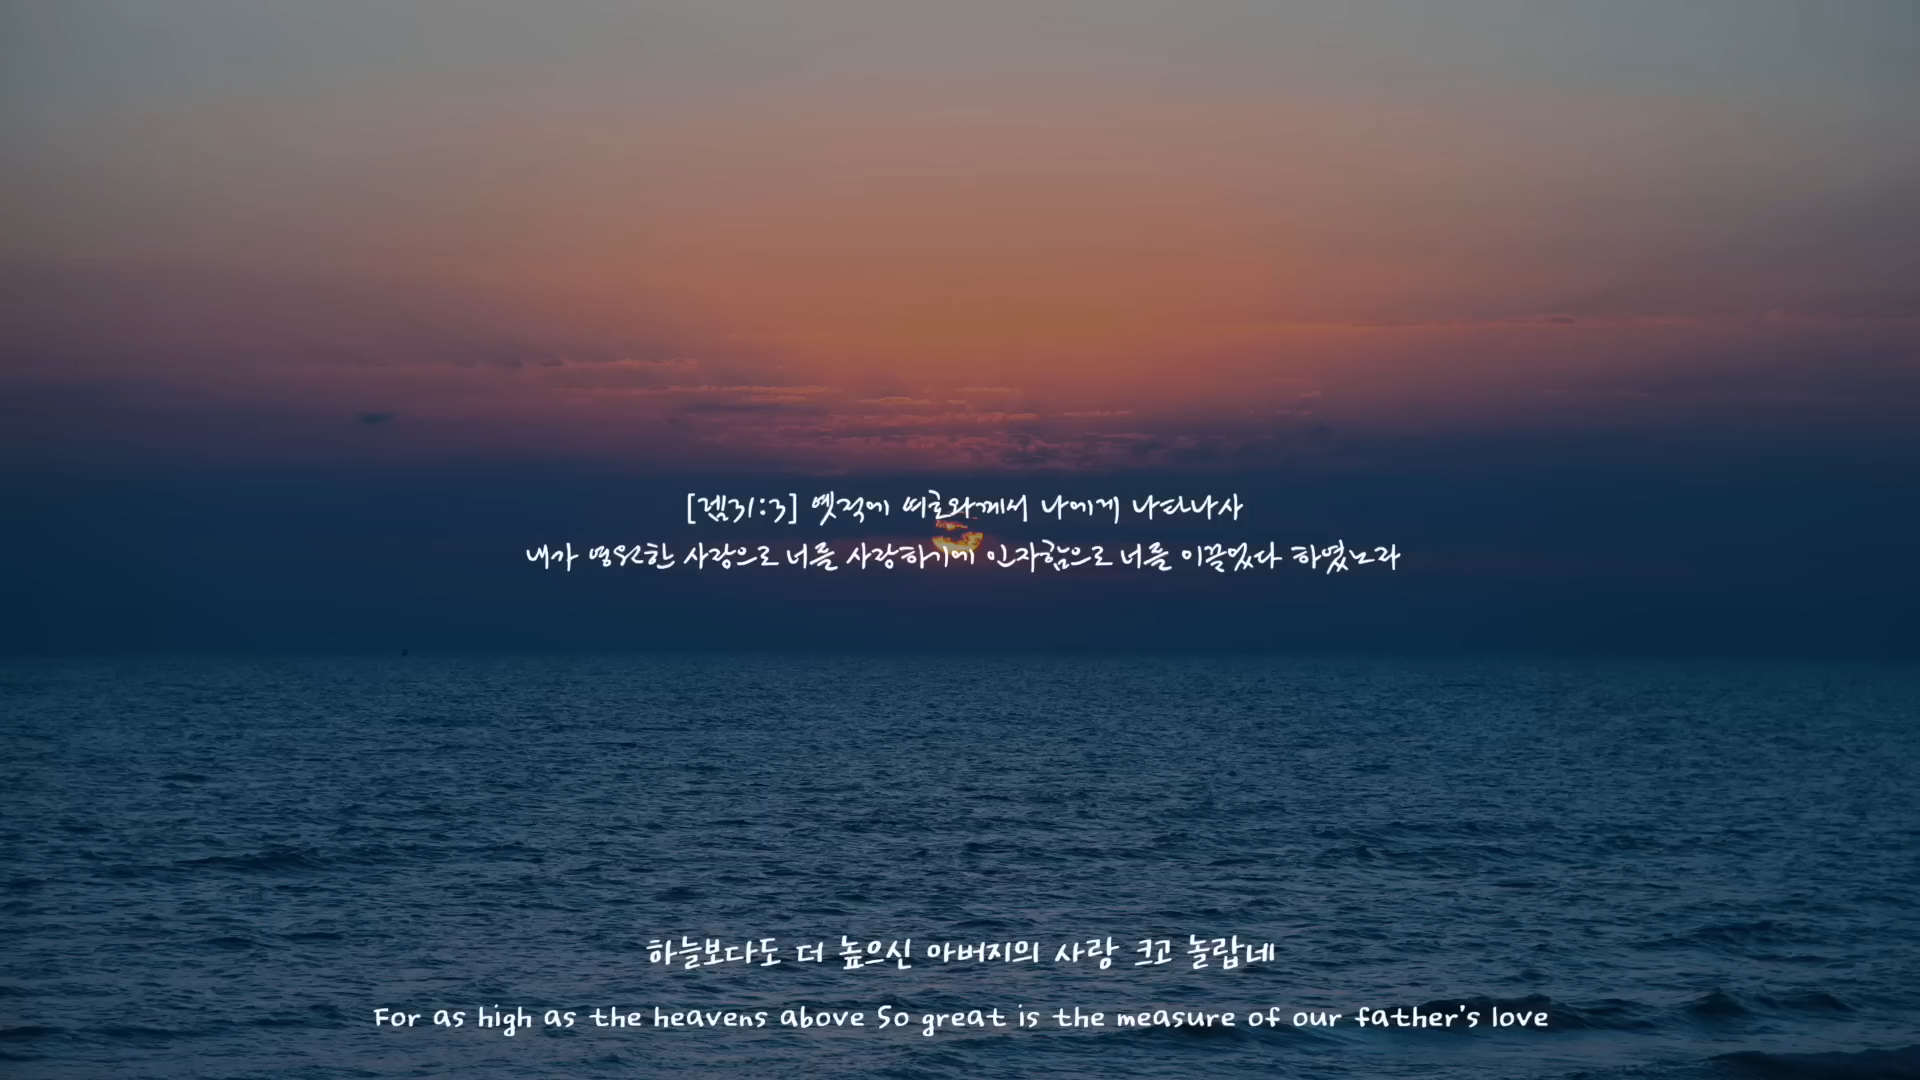 [렘31:3] 옛적에 여호와께서 나에게 나타나사
내가 영원한 사랑으로 너를 사랑하기에 인자함으로 너를 이끌었다 하였노라
하늘보다도 더 높으신 아버지의 사랑 크고 놀랍네
For as high as the heavens above So great is the measure of our father's love